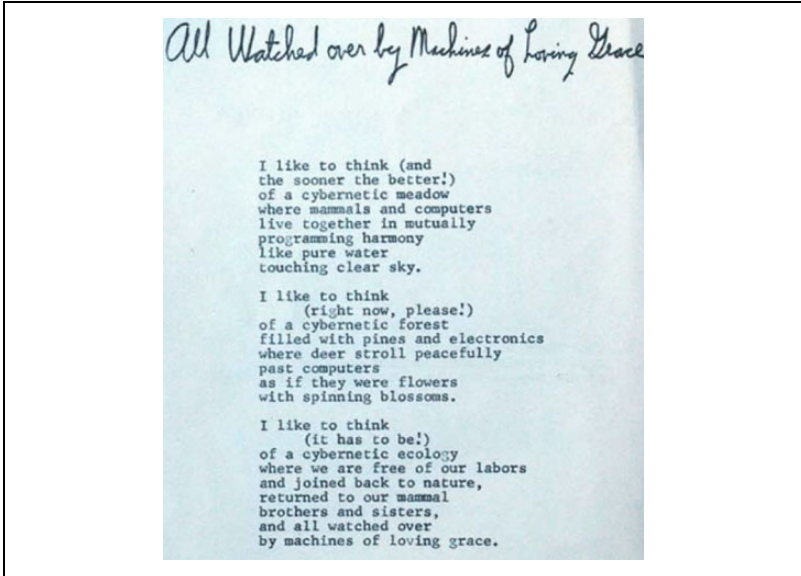 All Watched over by Machines of Loving Grace
I like to think (and
the sooner the better!)
of a cybernetic meadow
where mammals and computers
live together in mutually
programming harmony
like pure water
touching clear sky.
I like to think
(right now, please!)
of a cybernetic forest
filled with pines and electronics
where deer stroll peacefully
past computers
as if they were flowers
with spinning blossoms.
I like to think
(it has to be!)
of a cybernetic ecology
where we are free of our labors
and joined back to nature,
returned to our mammal
brothers and sisters,
and all watched over
by machines of loving grace.